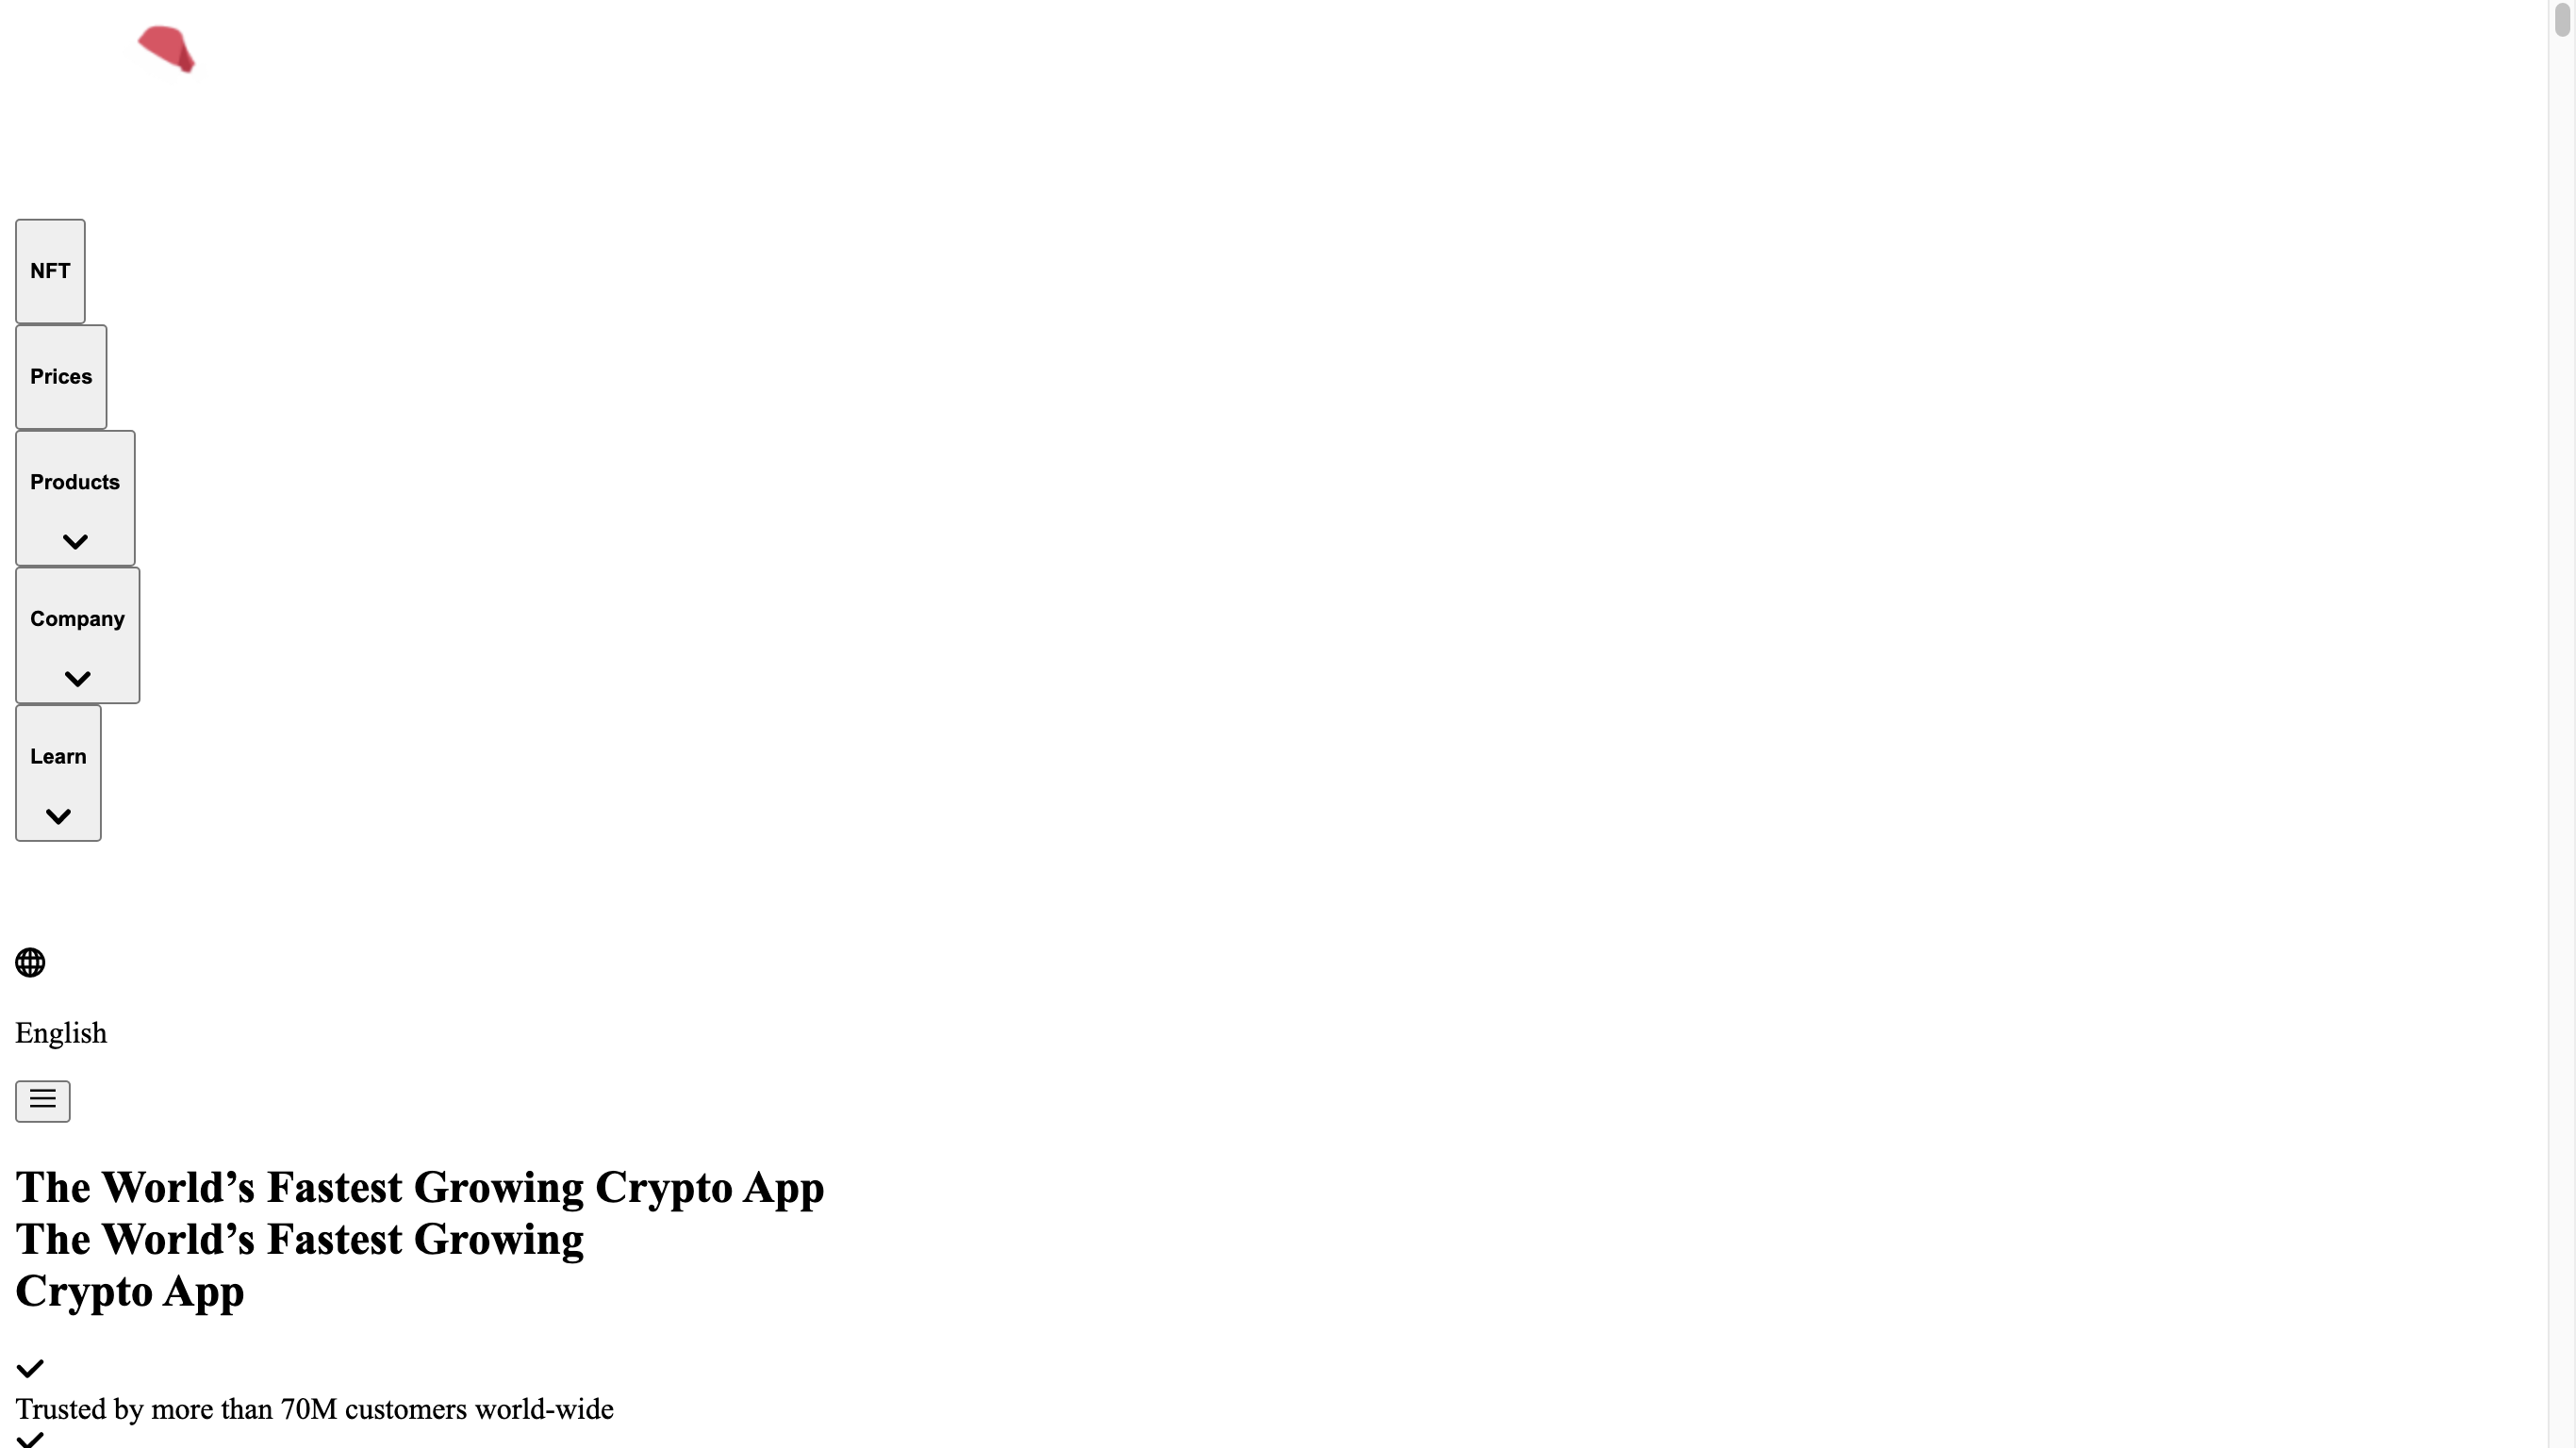 NFT
Prices
Products
Company
Learn
English
The World’s Fastest Growing Crypto App
The World’s Fastest Growing
Crypto App
Trusted by more than 70M customers world-wide